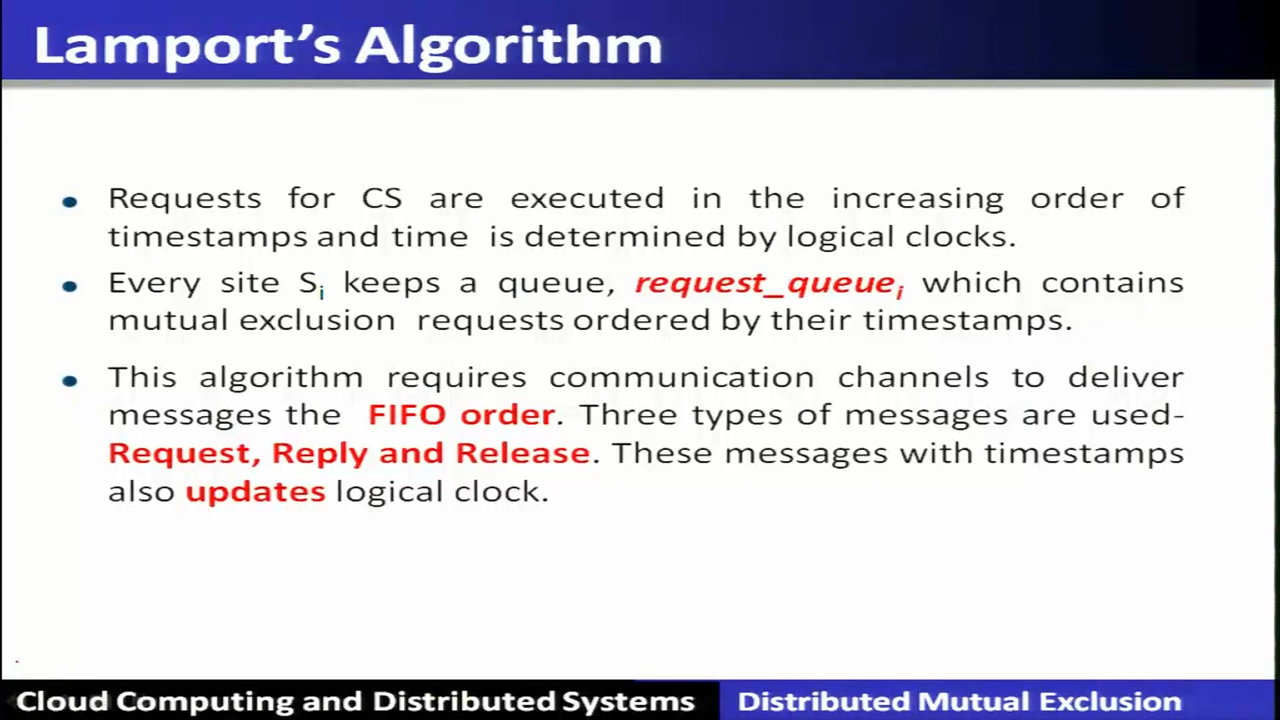 Lamport's Algorithm
Requests for CS are executed in the increasing order of
timestamps and time is determined by logical clocks.
Every site Si keeps a queue, request_queuei which contains
mutual exclusion requests ordered by their timestamps.
This algorithm requires communication channels to deliver
messages the FIFO order. Three types of messages are used-
Request, Reply and Release. These messages with timestamps
also updates logical clock.
Cloud Computing and Distributed Systems
Distributed Mutual Exclusion